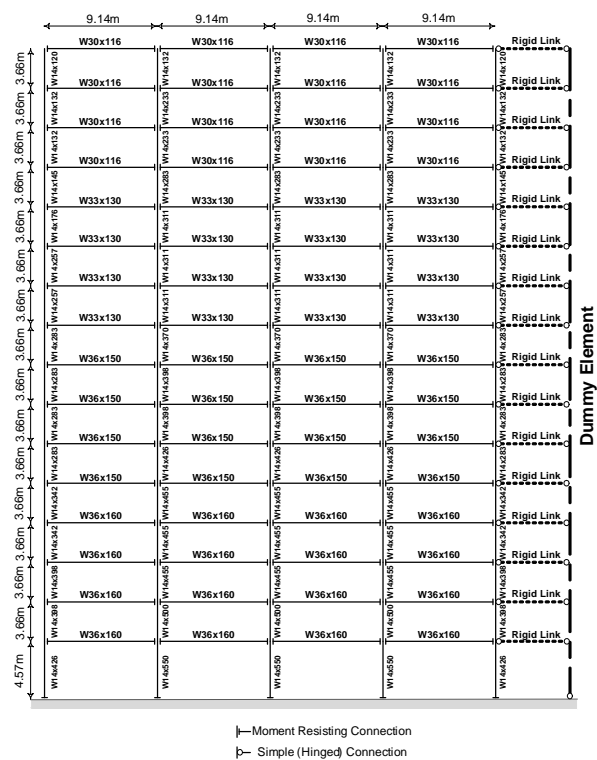 9.14m 9.14m 9.14m 9.14m
W30x116 W30x116 W30x116 W30x116 Rigid Link
3.66m W14x120 W14x132 W14x132 W14x132 W14x120
W30x116 W30x116 W30x116 W30x116 Rigid Link
3.66m W14x132 W14x233 W14x233 W14x233 W14x132
W30x116 W30x116 W30x116 W30x116 Rigid Link
3.66m W14x132 W14x233 W14x233 W14x233 W14x132
W30x116 W30x116 W30x116 W30x116 Rigid Link
3.66m W14x145 W14x283 W14x283 W14x283 W14x145
W33x130 W33x130 W33x130 W33x130 Rigid Link
3.66m W14x176 W14x311 W14x311 W14x311 W14x176
W33x130 W33x130 W33x130 W33x130 Rigid Link
3.66m W14x257 W14x311 W14x311 W14x311 W14x257
W33x130 W33x130 W33x130 W33x130 Rigid Link
3.66m W14x257 W14x311 W14x311 W14x311 W14x257
W33x130 W33x130 W33x130 W33x130 Rigid Link
3.66m W14x283 W14x370 W14x370 W14x370 W14x283
W36x150 W36x150 W36x150 W36x150 Rigid Link
3.66m W14x283 W14x398 W14x398 W14x398 W14x283
W36x150 W36x150 W36x150 W36x150 Rigid Link
3.66m W14x283 W14x398 W14x398 W14x398 W14x283
W36x150 W36x150 W36x150 W36x150 Rigid Link
3.66m W14x283 W14x426 W14x426 W14x426 W14x283
W36x150 W36x150 W36x150 W36x150 Rigid Link
3.66m W14x342 W14x455 W14x455 W14x455 W14x342
W36x160 W36x160 W36x160 W36x160 Rigid Link
3.66m W14x342 W14x455 W14x455 W14x455 W14x342
W36x160 W36x160 W36x160 W36x160 Rigid Link
3.66m W14x398 W14x455 W14x455 W14x455 W14x398
W36x160 W36x160 W36x160 W36x160 Rigid Link
3.66m W14x398 W14x500 W14x500 W14x500 W14x398
W36x160 W36x160 W36x160 W36x160 Rigid Link
4.57m W14x426 W14x550 W14x550 W14x550 W14x426
Dummy Element
Moment Resisting Connection
Simple (Hinged) Connection